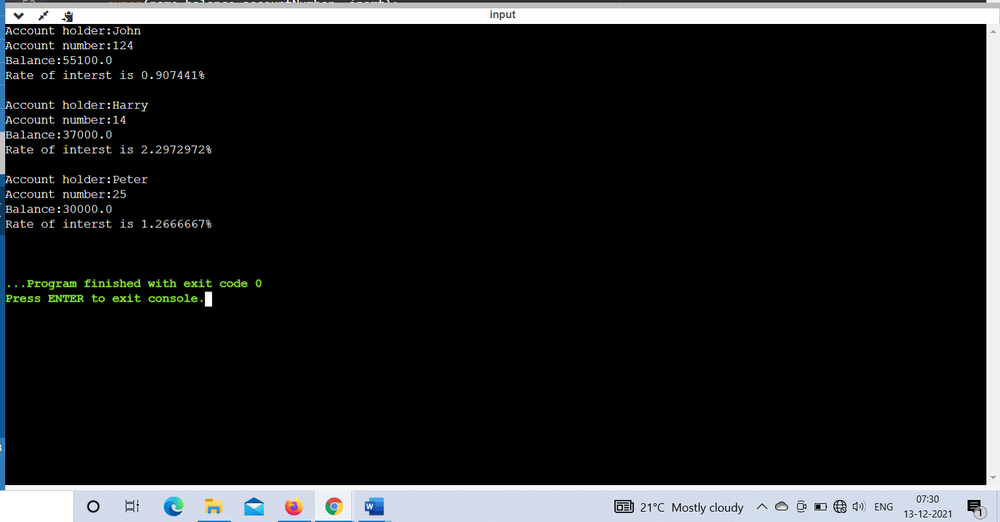 input
Account holder:John
Account number:124
Balance:55100.0
Rate of interst is 0.907441%
Account holder:Harry
Account number:14
Balance:37000.0
Rate of interst is 2.2972972%
Account holder:Peter
Account number:25
Balance:30000.0
Rate of interst is 1.2666667%
...Program finished with exit code 0
Press ENTER to exit console.
W
21°C Mostly cloudy
ENG
07:30
13-12-2021
1